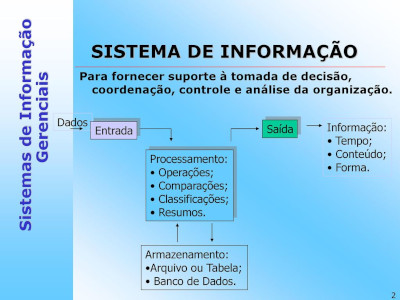 Sistemas de Informação
Gerenciais
SISTEMA DE INFORMAÇÃO
Para fornecer suporte à tomada de decisão,
coordenação, controle e análise da organização.
Dados
Entrada
Saída
Informação:
• Tempo;
• Conteúdo;
• Forma.
Processamento:
• Operações;
• Comparações;
• Classificações;
• Resumos.
Armazenamento:
•Arquivo ou Tabela;
• Banco de Dados.
2